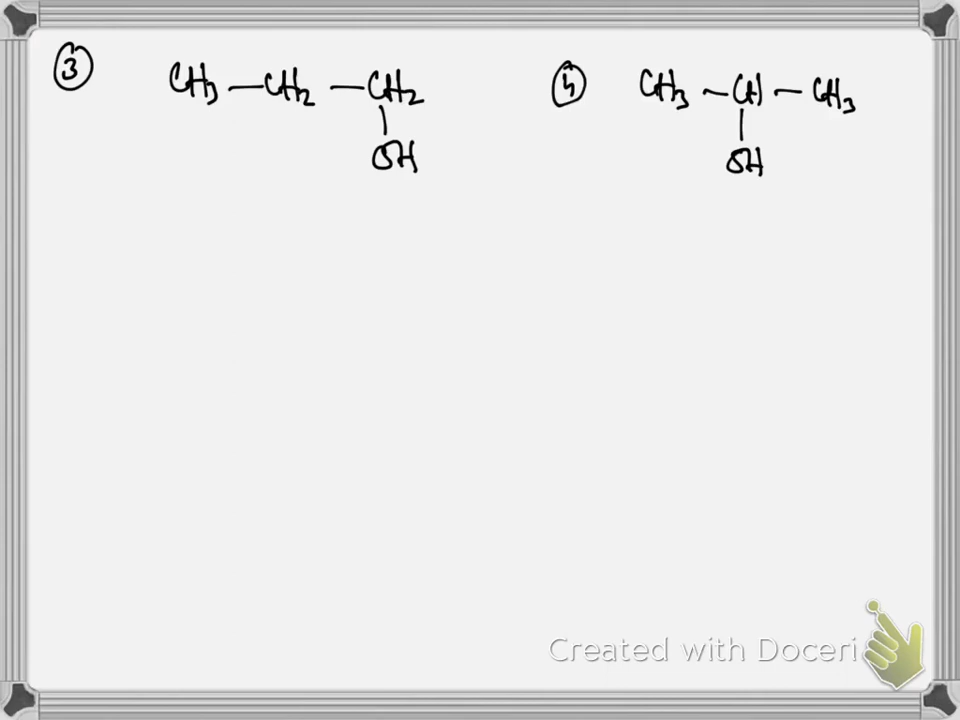 ③ CH₃ — CH₂ — CH₂
OH
④ CH₃ — CH — CH₃
OH
Created with Doceri